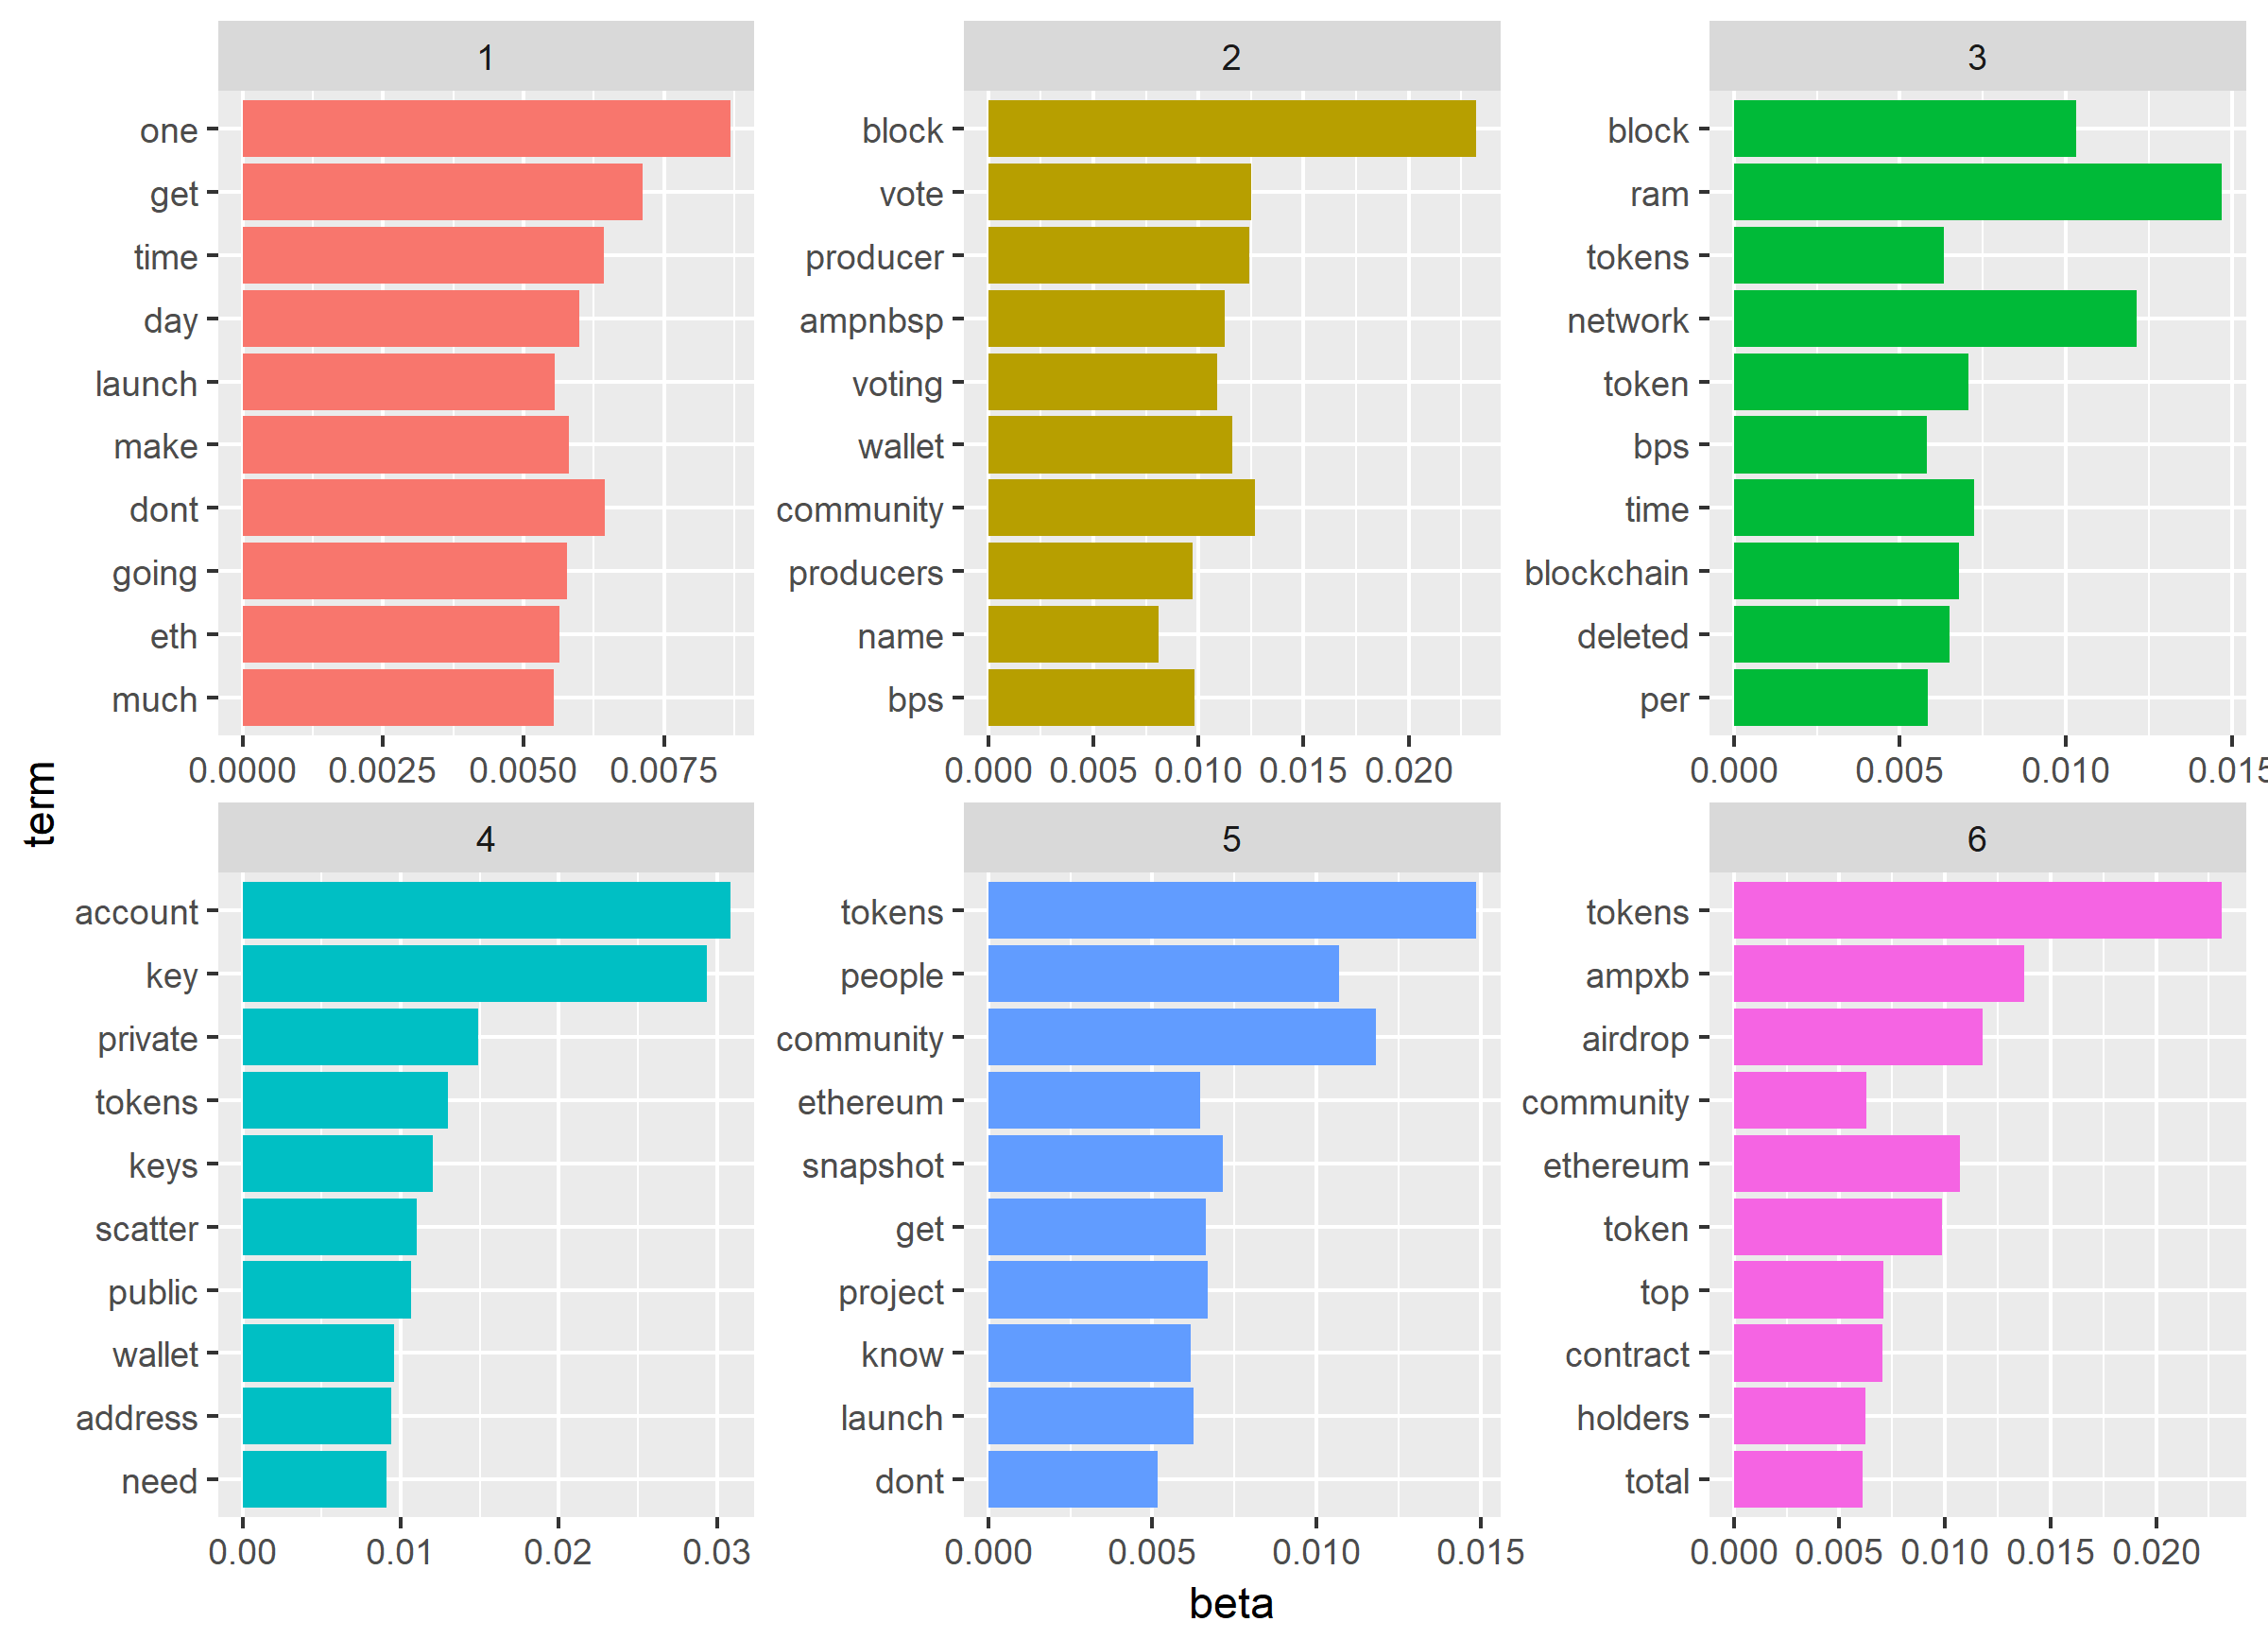 term
1
one
get
time
day
launch
make
dont
going
eth
much
0.0000 0.0025 0.0050 0.0075
2
block
vote
producer
ampnbsp
voting
wallet
community
producers
name
bps
0.000 0.005 0.010 0.015 0.020
3
block
ram
tokens
network
token
bps
time
blockchain
deleted
per
0.000 0.005 0.010 0.015
4
account
key
private
tokens
keys
scatter
public
wallet
address
need
0.00 0.01 0.02 0.03
5
tokens
people
community
ethereum
snapshot
get
project
know
launch
dont
0.000 0.005 0.010 0.015
6
tokens
ampxb
airdrop
community
ethereum
token
top
contract
holders
total
0.000 0.005 0.010 0.015 0.020
beta